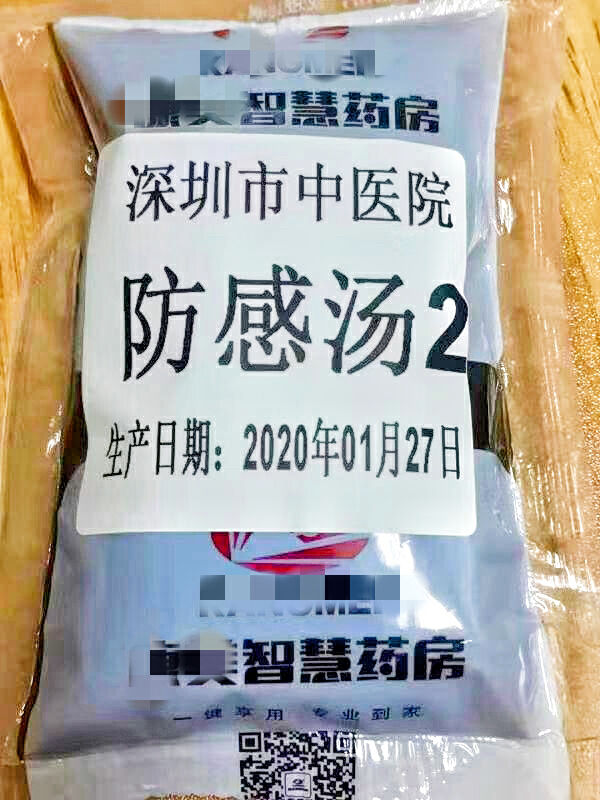 智慧药房
深圳市中医院
防感汤2
生产日期：2020年01月27日
智慧药房
一键享用 专业到家